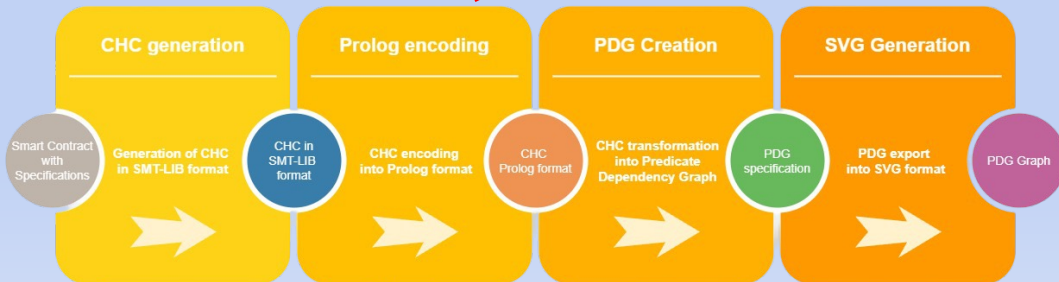 CHC generation
Prolog encoding
PDG Creation
SVG Generation
Smart Contract
with
Specifications
Generation of CHC
in SMT-LIB format
CHC in
SMT-LIB
format
CHC encoding
into Prolog format
CHC
Prolog format
CHC transformation
into Predicate
Dependency Graph
PDG
specification
PDG export
into SVG format
PDG Graph